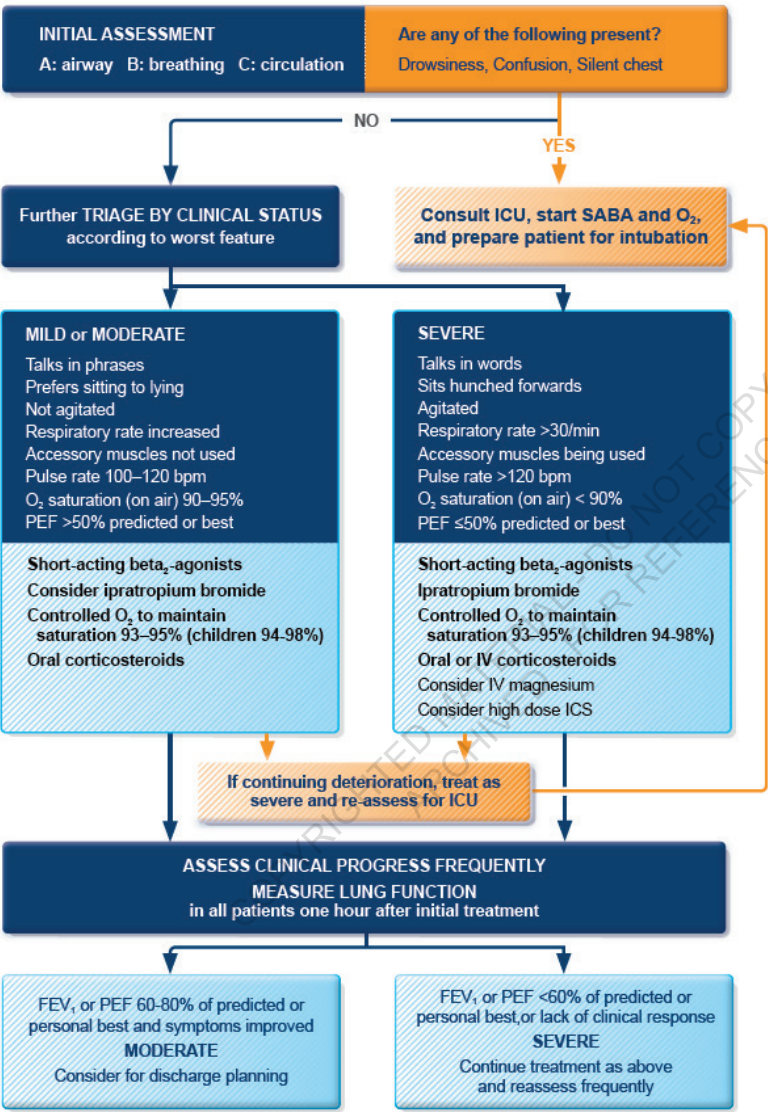 INITIAL ASSESSMENT
A: airway B: breathing C: circulation
Are any of the following present?
Drowsiness, Confusion, Silent chest
NO
YES
Further TRIAGE BY CLINICAL STATUS
according to worst feature
Consult ICU, start SABA and O₂,
and prepare patient for intubation
MILD or MODERATE
Talks in phrases
Prefers sitting to lying
Not agitated
Respiratory rate increased
Accessory muscles not used
Pulse rate 100–120 bpm
O₂ saturation (on air) 90–95%
PEF >50% predicted or best
SEVERE
Talks in words
Sits hunched forwards
Agitated
Respiratory rate >30/min
Accessory muscles being used
Pulse rate >120 bpm
O₂ saturation (on air) < 90%
PEF ≤50% predicted or best
Short-acting beta₂-agonists
Consider ipratropium bromide
Controlled O₂ to maintain
saturation 93–95% (children 94-98%)
Oral corticosteroids
Short-acting beta₂-agonists
Ipratropium bromide
Controlled O₂ to maintain
saturation 93–95% (children 94-98%)
Oral or IV corticosteroids
Consider IV magnesium
Consider high dose ICS
If continuing deterioration, treat as
severe and re-assess for ICU
ASSESS CLINICAL PROGRESS FREQUENTLY
MEASURE LUNG FUNCTION
in all patients one hour after initial treatment
FEV₁ or PEF 60-80% of predicted or
personal best and symptoms improved
MODERATE
Consider for discharge planning
FEV₁ or PEF <60% of predicted or
personal best,or lack of clinical response
SEVERE
Continue treatment as above
and reassess frequently
COPYRIGHTED MATERIAL - DO NOT COPY
ARCHIVED FOR REFERENC